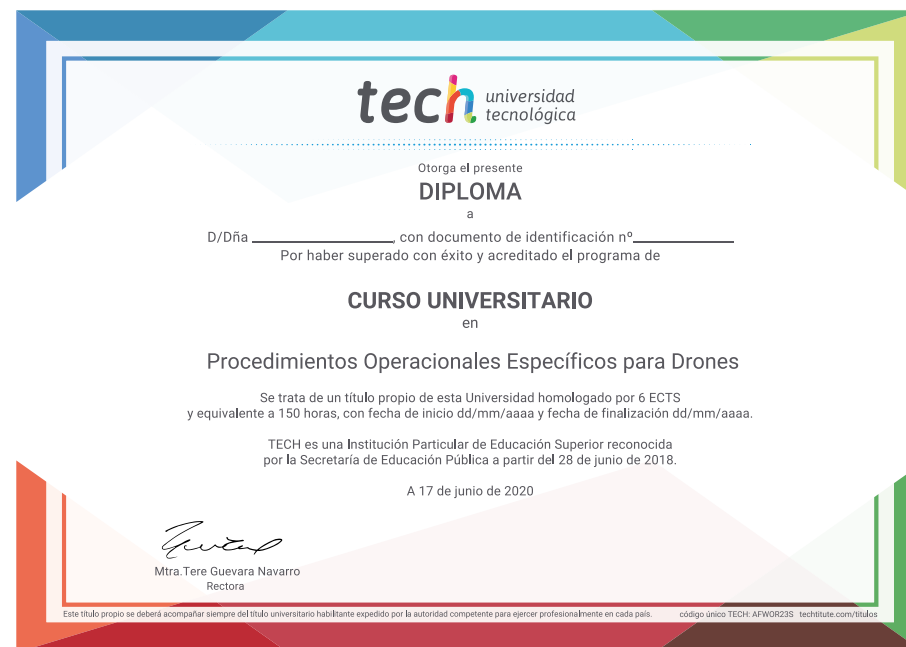 tech universidad
tecnológica
Otorga el presente
DIPLOMA
a
D/Dña ____________________, con documento de identificación nº______________
Por haber superado con éxito y acreditado el programa de
CURSO UNIVERSITARIO
en
Procedimientos Operacionales Específicos para Drones
Se trata de un título propio de esta Universidad homologado por 6 ECTS
y equivalente a 150 horas, con fecha de inicio dd/mm/aaaa y fecha de finalización dd/mm/aaaa.
TECH es una Institución Particular de Educación Superior reconocida
por la Secretaría de Educación Pública a partir del 28 de junio de 2018.
A 17 de junio de 2020
Mtra.Tere Guevara Navarro
Rectora
Este título propio se deberá acompañar siempre del título universitario habilitante expedido por la autoridad competente para ejercer profesionalmente en cada país. código único TECH: AFWOR23S techtitute.com/titulos